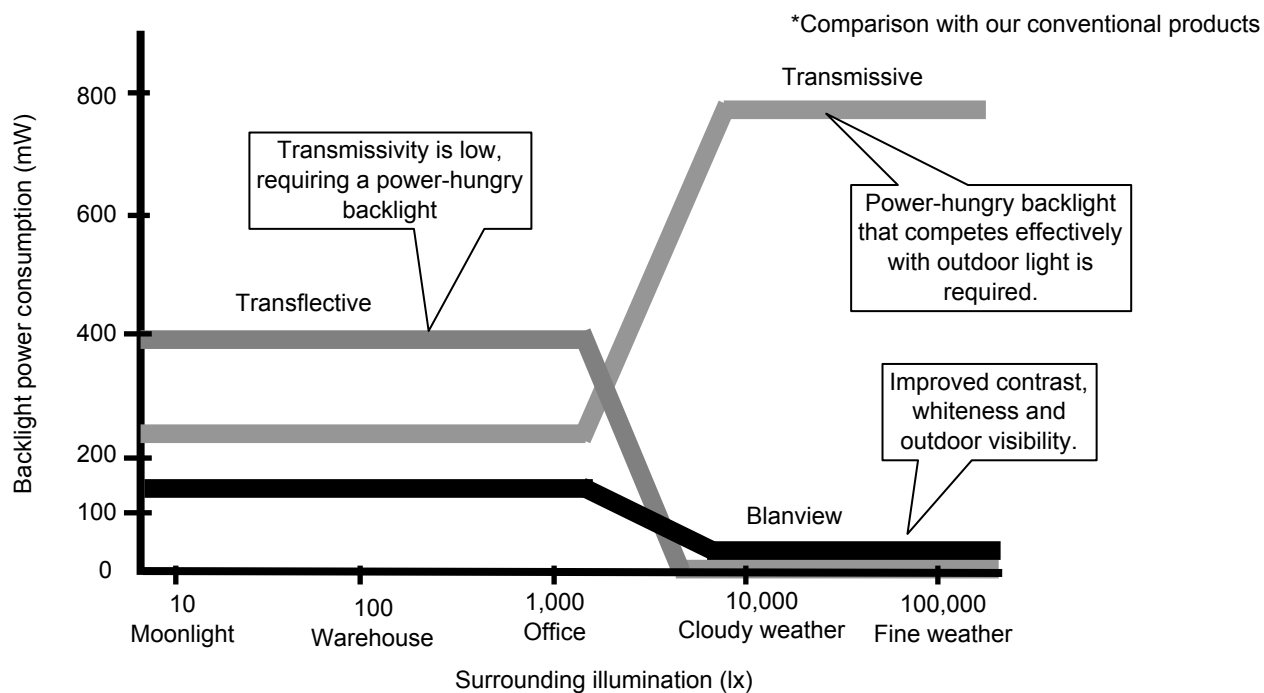 *Comparison with our conventional products
Transmissive
800
Transmissivity is low,
requiring a power-hungry
backlight
Power-hungry backlight
that competes effectively
with outdoor light is
required.
600
Transflective
400
Improved contrast,
whiteness and
outdoor visibility.
200
100
Blanview
0
Backlight power consumption (mW)
10
100
1,000
10,000
100,000
Moonlight
Warehouse
Office
Cloudy weather
Fine weather
Surrounding illumination (lx)